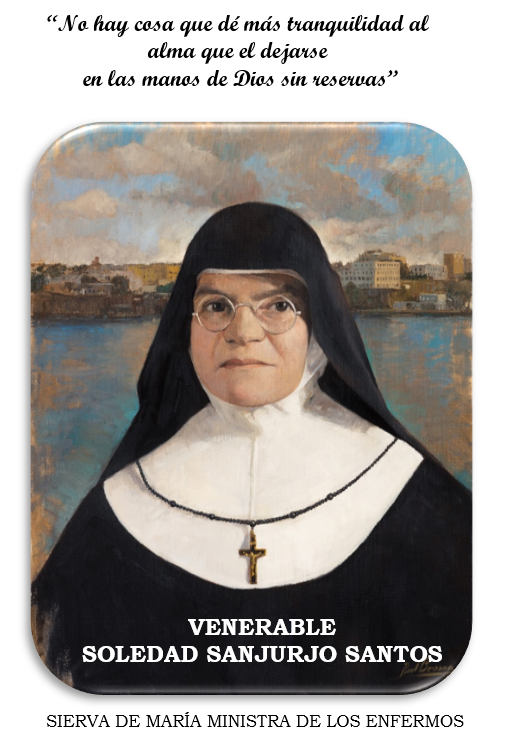 “No hay cosa que dé más tranquilidad al
alma que el dejarse
en las manos de Dios sin reservas”
VENERABLE
SOLEDAD SANJURJO SANTOS
SIERVA DE MARÍA MINISTRA DE LOS ENFERMOS